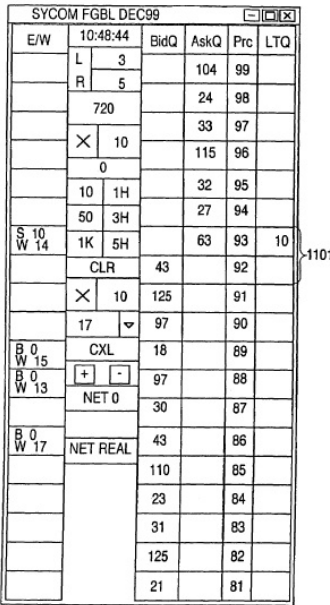 SYCOM FGBL DEC99
E/W 10:48:44 BidQ AskQ Prc LTQ
L 3 104 99
R 5
720 24 98
33 97
X 10 115 96
0
10 1H 32 95
50 3H 27 94
S 10
W 14 1K 5H 63 93 10
1101
CLR 43 92
X 10 125 91
17 97 90
B 0
W 15 CXL 18 89
B 0
W 13 + - 97 88
NET 0 30 87
B 0
W 17 NET REAL 43 86
110 85
23 84
31 83
125 82
21 81